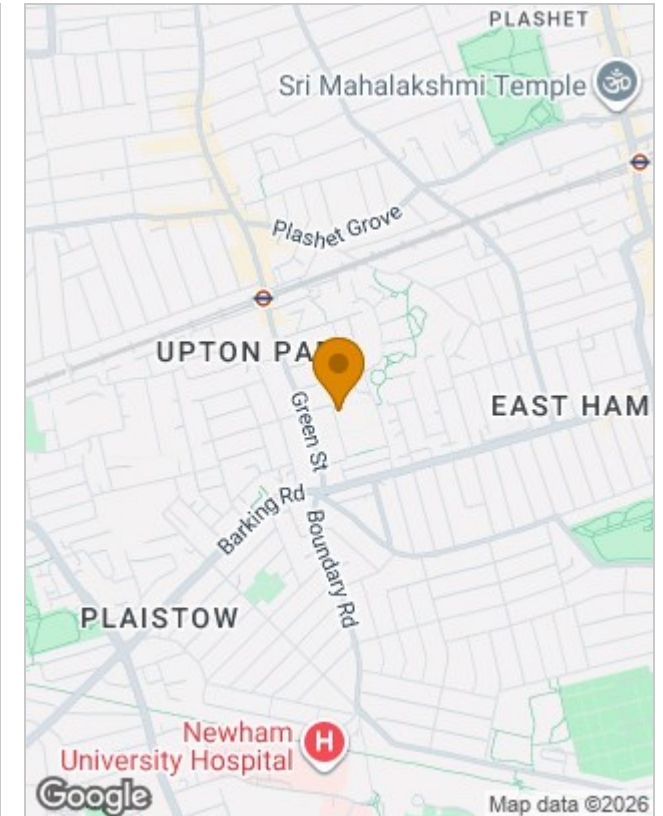 PLASHET
Sri Mahalakshmi Temple
ॐ
Plashet Grove
UPTON PA
Green St
EAST HAM
Barking Rd
Boundary Rd
PLAISTOW
Newham
University Hospital
H
Google
Map data ©2026